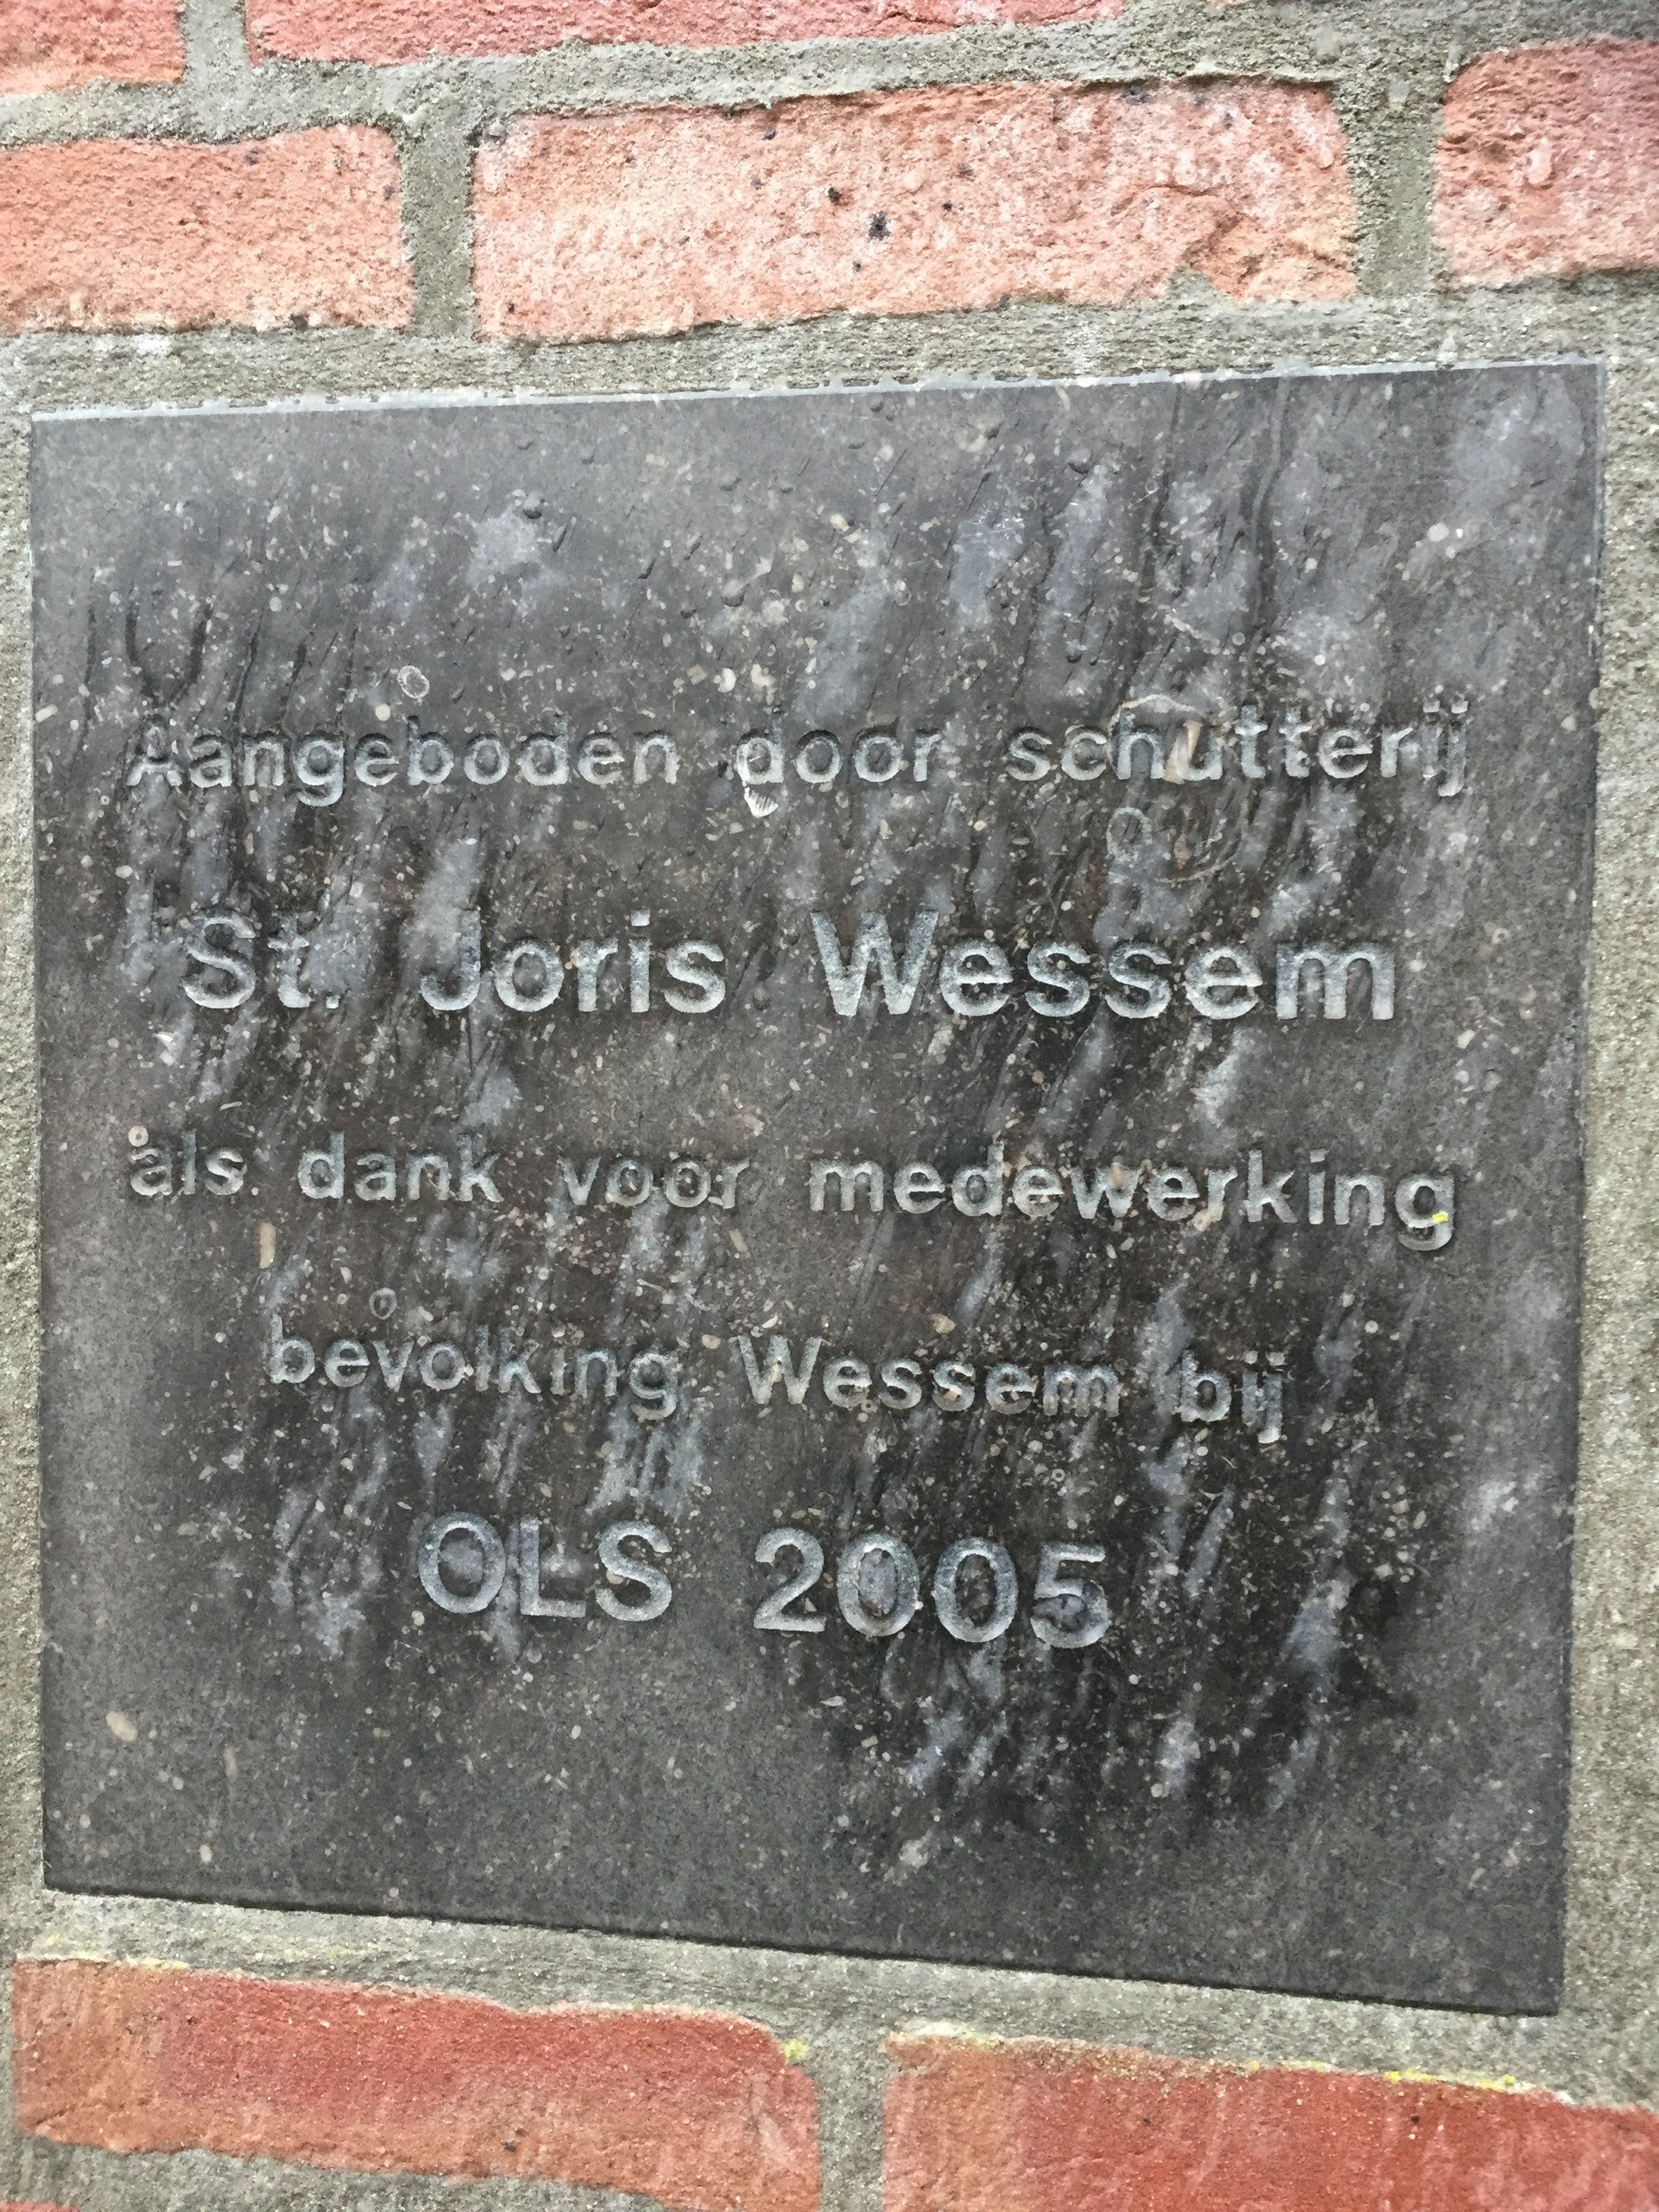 Aangeboden door schutterij
St. Joris Wessem
als dank voor medewerking
bevolking Wessem bij
OLS 2005